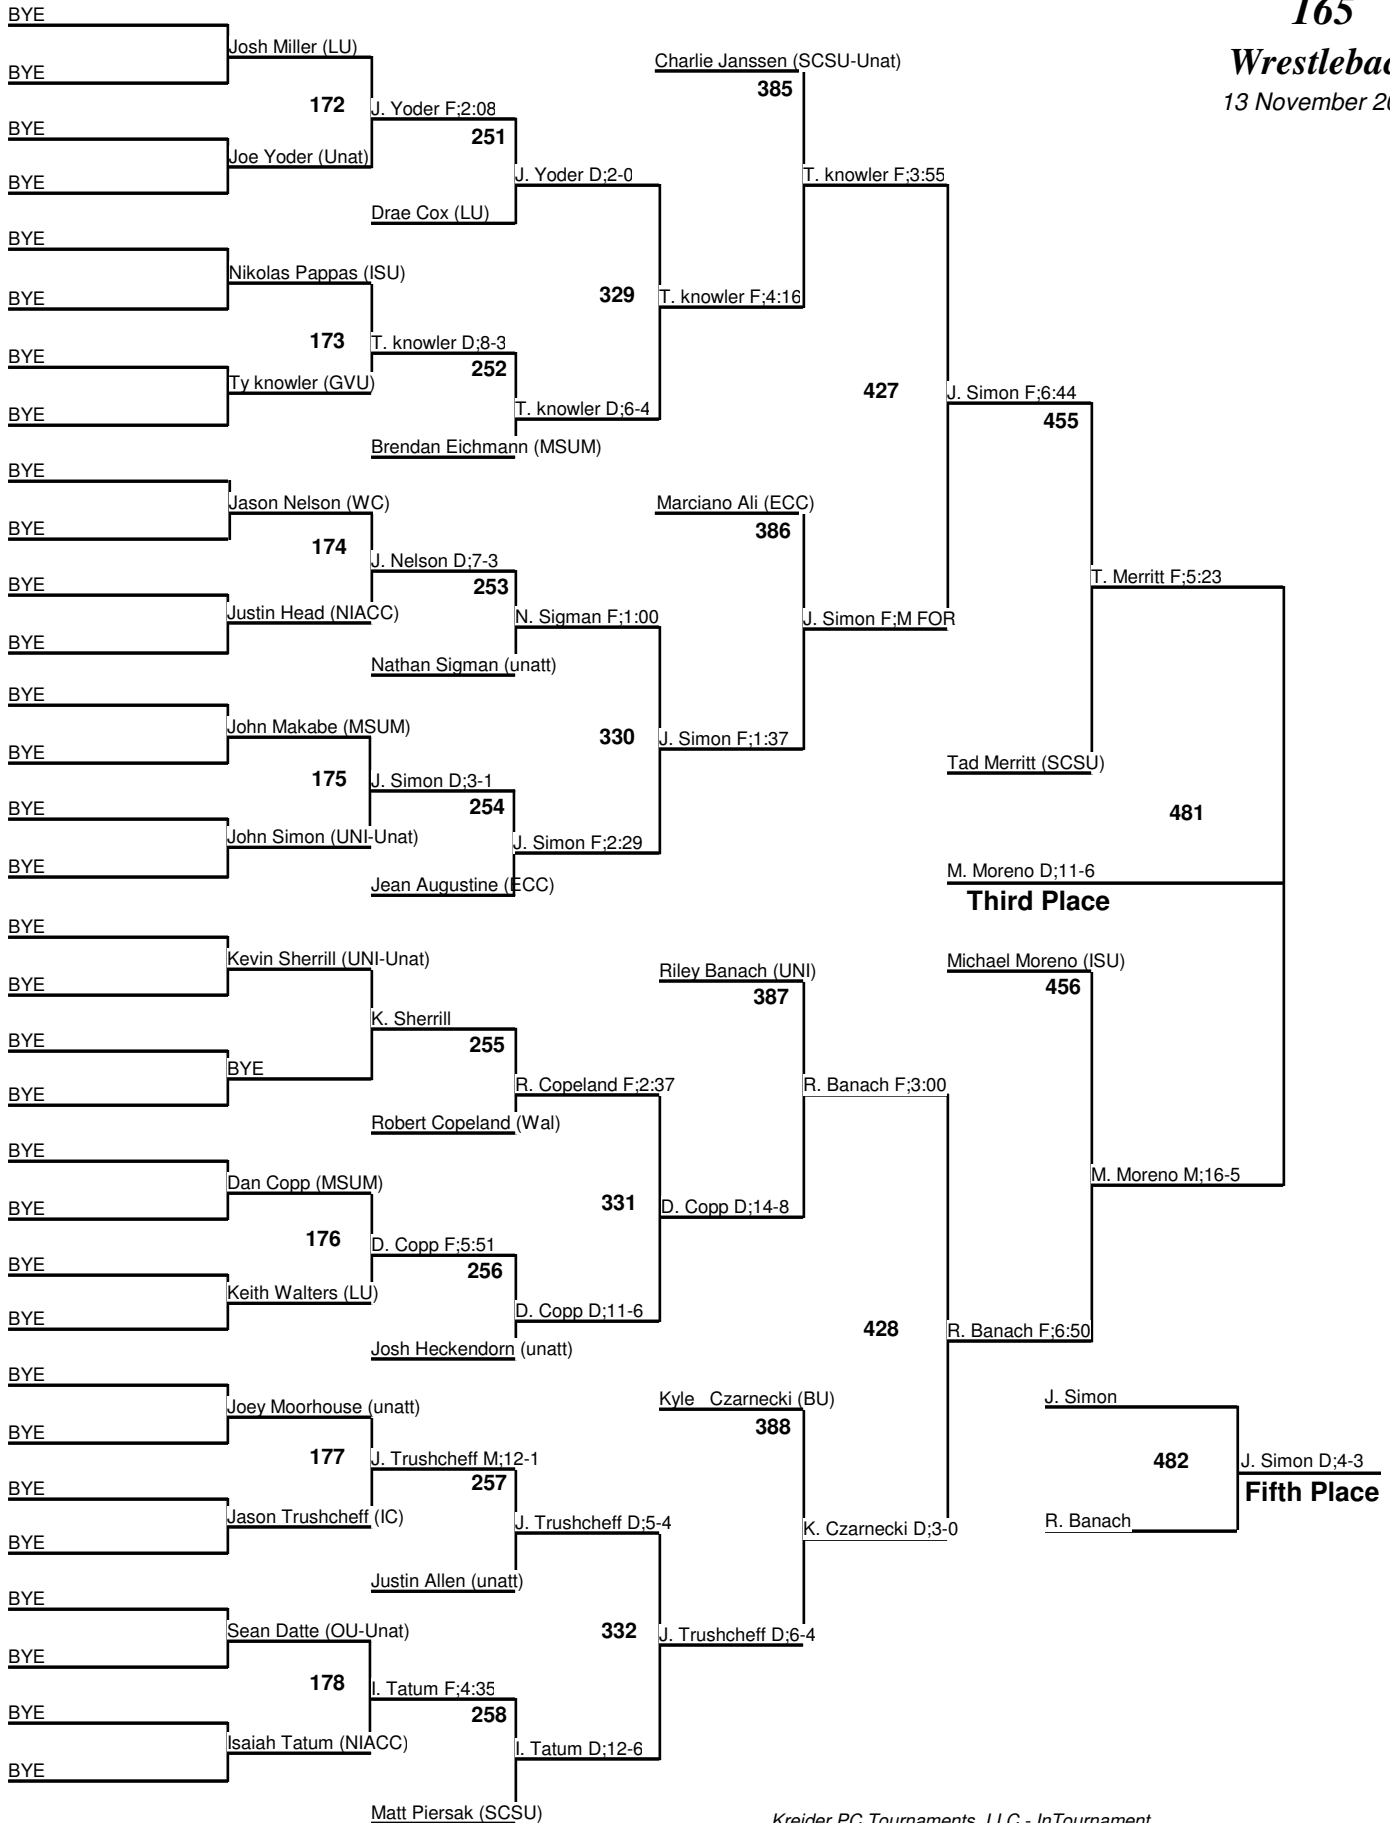 165
Wrestleba
13 November 20
BYE
Josh Miller (LU)
BYE
172
J. Yoder F;2:08
251
BYE
Joe Yoder (Unat)
BYE
J. Yoder D;2-0
Drae Cox (LU)
Charlie Janssen (SCSU-Unat)
385
T. knowler F;3:55
BYE
Nikolas Pappas (ISU)
BYE
329
T. knowler F;4:16
173
T. knowler D;8-3
252
BYE
Ty knowler (GVU)
BYE
T. knowler D;6-4
Brendan Eichmann (MSUM)
427
J. Simon F;6:44
455
BYE
Jason Nelson (WC)
BYE
174
J. Nelson D;7-3
253
BYE
Justin Head (NIACC)
BYE
N. Sigman F;1:00
Nathan Sigman (unatt)
Marciano Ali (ECC)
386
J. Simon F;M FOR
T. Merritt F;5:23
BYE
John Makabe (MSUM)
BYE
330
J. Simon F;1:37
175
J. Simon D;3-1
254
BYE
John Simon (UNI-Unat)
BYE
J. Simon F;2:29
Jean Augustine (ECC)
Tad Merritt (SCSU)
481
M. Moreno D;11-6
Third Place
BYE
Kevin Sherrill (UNI-Unat)
BYE
K. Sherrill
255
BYE
BYE
BYE
R. Copeland F;2:37
Robert Copeland (Wal)
Riley Banach (UNI)
387
R. Banach F;3:00
Michael Moreno (ISU)
456
M. Moreno M;16-5
BYE
Dan Copp (MSUM)
BYE
331
D. Copp D;14-8
176
D. Copp F;5:51
256
BYE
Keith Walters (LU)
BYE
D. Copp D;11-6
Josh Heckendorn (unatt)
428
R. Banach F;6:50
BYE
Joey Moorhouse (unatt)
BYE
177
J. Trushcheff M;12-1
257
BYE
Jason Trushcheff (IC)
BYE
J. Trushcheff D;5-4
Justin Allen (unatt)
Kyle Czarnecki (BU)
388
K. Czarnecki D;3-0
J. Simon
482
J. Simon D;4-3
Fifth Place
R. Banach
BYE
Sean Datte (OU-Unat)
BYE
332
J. Trushcheff D;6-4
178
I. Tatum F;4:35
258
BYE
Isaiah Tatum (NIACC)
BYE
I. Tatum D;12-6
Matt Piersak (SCSU)
Kreider PC Tournaments, LLC - InTournament